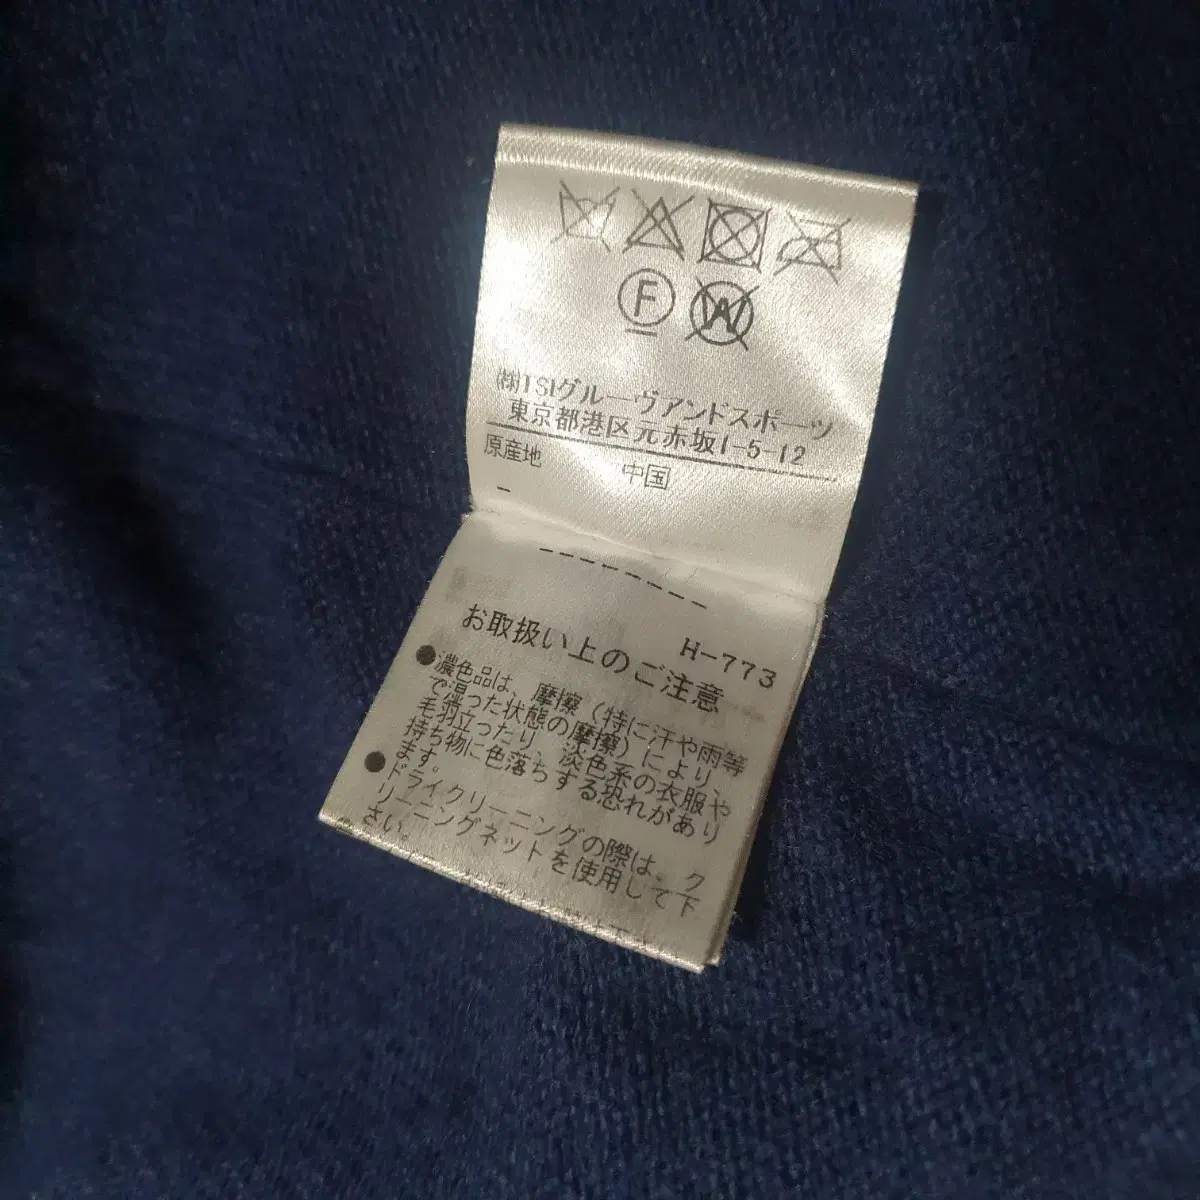 F
W
㈱TSIグルーヴアンドスポーツ
東京都港区元赤坂1-5-12
原産地 中国
H-773
お取扱い上のご注意
●濃色品は、摩擦(特に汗や雨等
で湿った状態の摩擦)により、
毛羽立ったり、淡色系の衣服や
持ち物に色落ちする恐れがあり
ます。
●ドライクリーニングの際は、ク
リーニングネットを使用して下
さい。